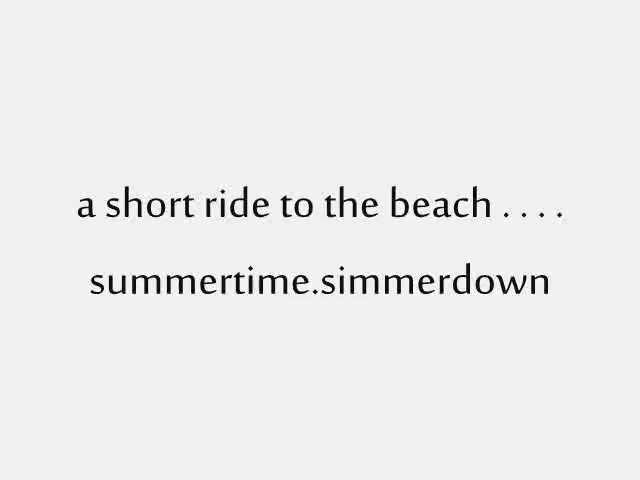 a short ride to the beach . . . .
summertime.simmerdown